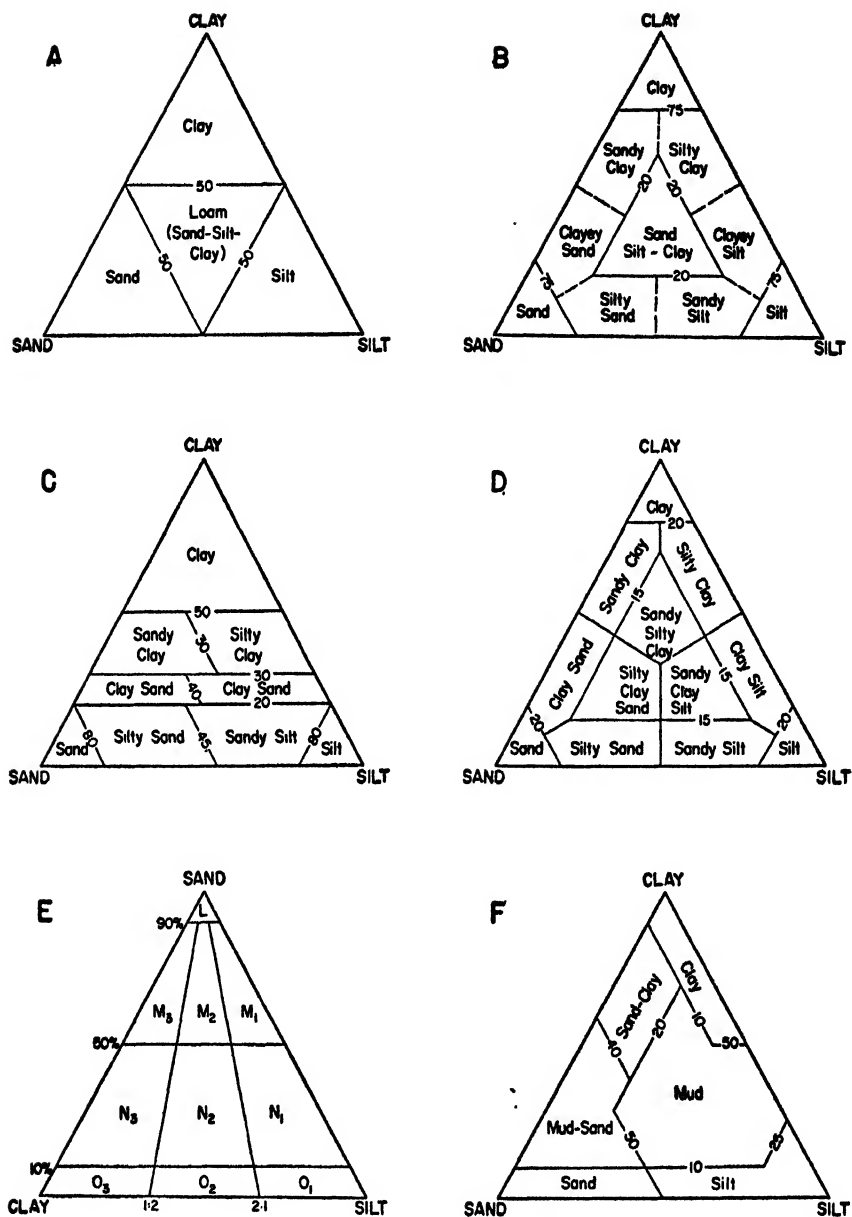 CLAY
A
Clay
50
Loam
(Sand-Silt-
Clay)
50
50
Sand
Silt
SAND
SILT
CLAY
B
Clay
75
Sandy
Clay
Silty
Clay
20
20
Clayey
Sand
Sand
Silt - Clay
Clayey
Silt
75
20
75
Sand
Silty
Sand
Sandy
Silt
Silt
SAND
SILT
CLAY
C
Clay
50
Sandy
Clay
30
Silty
Clay
30
Clay Sand
40
Clay Sand
20
Sand
80
Silty Sand
45
Sandy Silt
80
Silt
SAND
SILT
CLAY
D
Clay
20
Sandy Clay
Silty Clay
15
Sandy
Silty
Clay
Clay Sand
Silty
Clay
Sand
Sandy
Clay
Silt
15
Clay Silt
20
15
20
Sand
Silty Sand
Sandy Silt
Silt
SAND
SILT
SAND
E
L
90%
M3
M2
M1
50%
N3
N2
N1
10%
O3
O2
O1
CLAY
1:2
2:1
SILT
CLAY
F
Clay
Sand-Clay
10
20
40
50
Mud
Mud-Sand
50
25
10
Sand
Silt
SAND
SILT